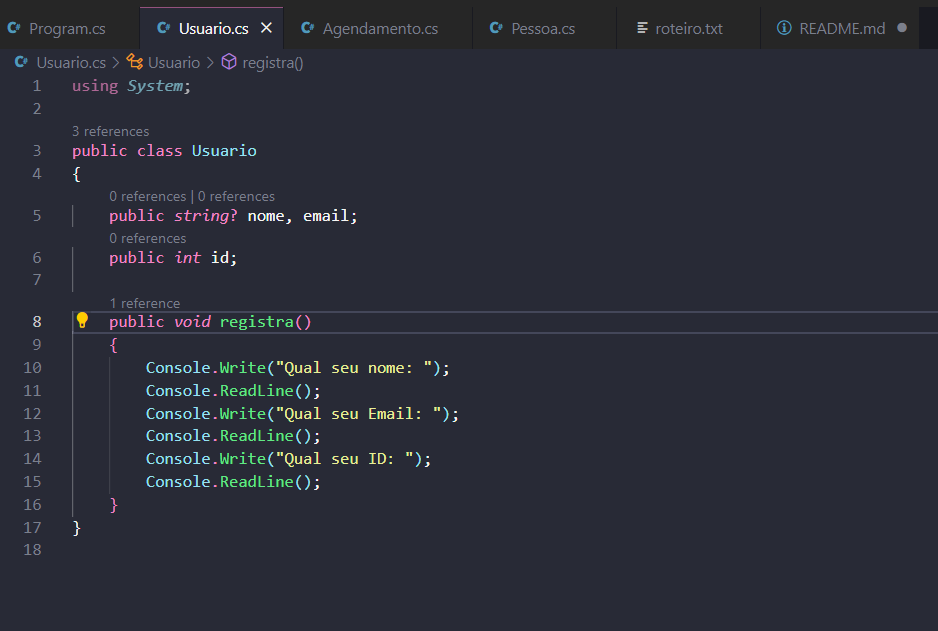 Program.cs Usuario.cs Agendamento.cs Pessoa.cs roteiro.txt README.md
Usuario.cs > Usuario > registra()
1 using System;
2
3 references
3 public class Usuario
4 {
0 references | 0 references
5 public string? nome, email;
0 references
6 public int id;
7
1 reference
8 public void registra()
9 {
10 Console.Write("Qual seu nome: ");
11 Console.ReadLine();
12 Console.Write("Qual seu Email: ");
13 Console.ReadLine();
14 Console.Write("Qual seu ID: ");
15 Console.ReadLine();
16 }
17 }
18